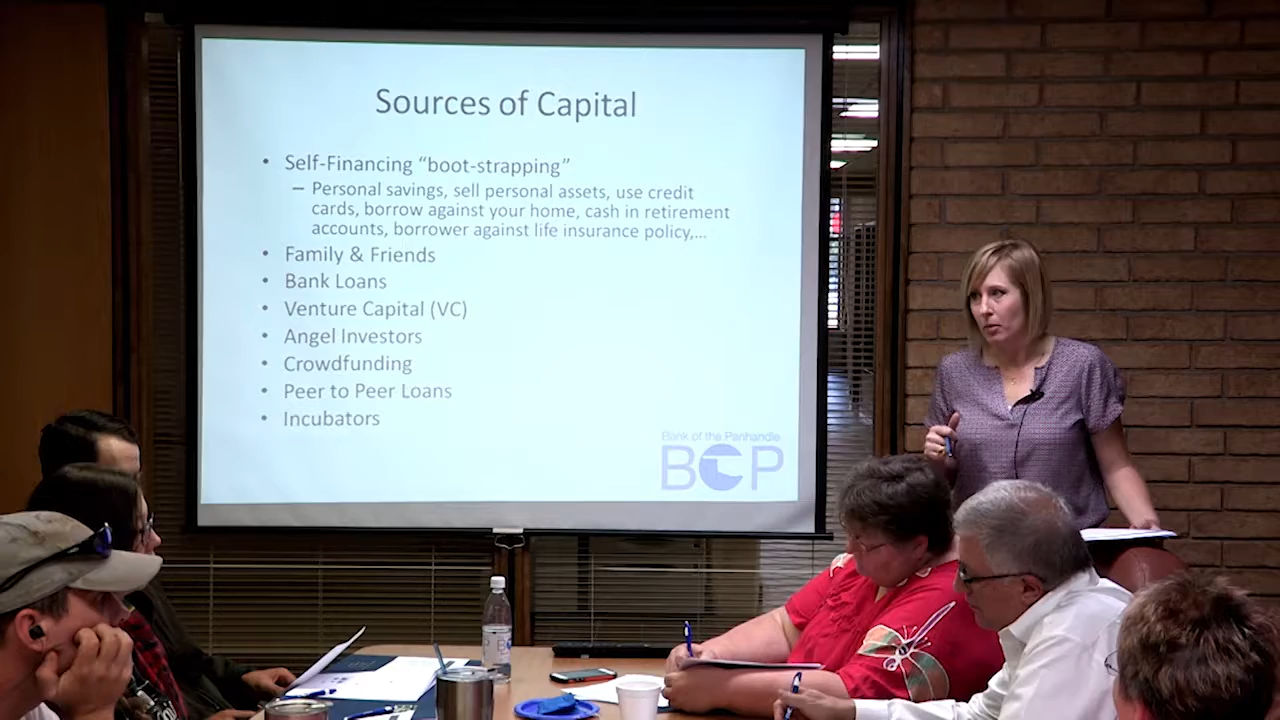 Sources of Capital
• Self-Financing “boot-strapping”
– Personal savings, sell personal assets, use credit
cards, borrow against your home, cash in retirement
accounts, borrower against life insurance policy,...
• Family & Friends
• Bank Loans
• Venture Capital (VC)
• Angel Investors
• Crowdfunding
• Peer to Peer Loans
• Incubators
Bank of the Panhandle
BOP